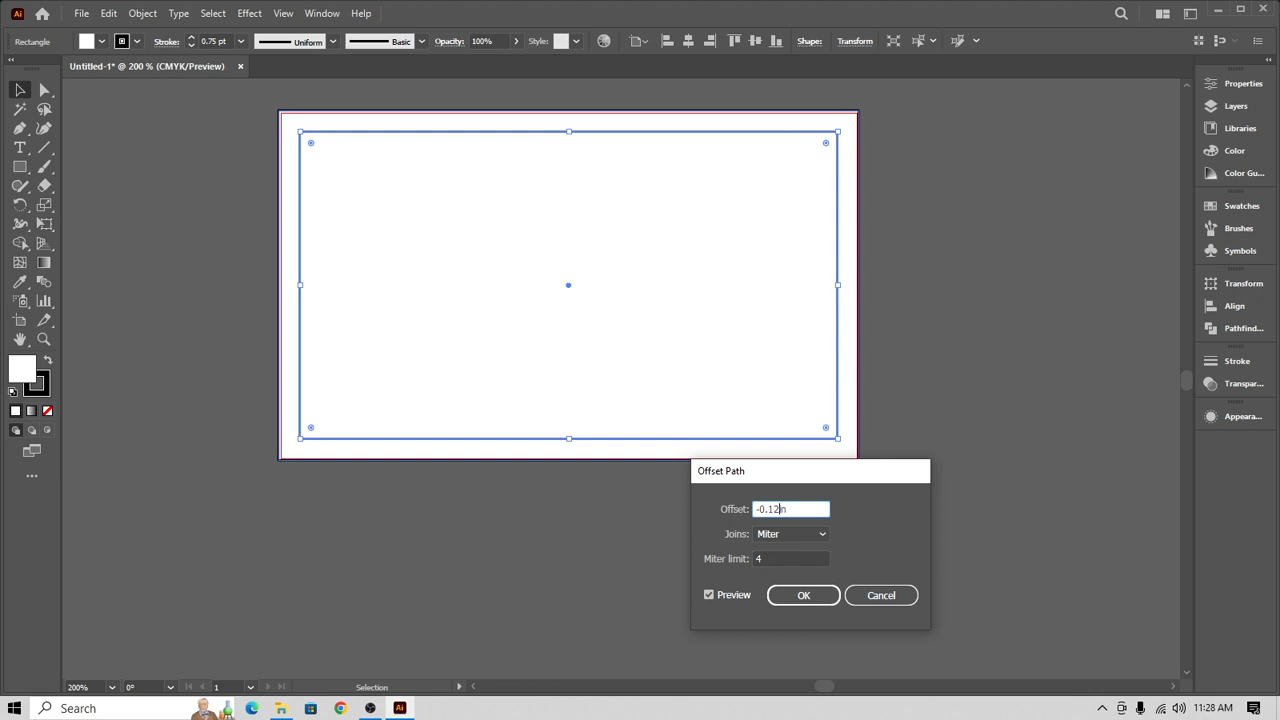 Ai File Edit Object Type Select Effect View Window Help
Rectangle Stroke: 0.75 pt Uniform Basic Opacity: 100% Style: Shapes Transform
Untitled-1* @ 200 % (CMYK/Preview)
Properties
Layers
Libraries
Color
Color Gu...
Swatches
Brushes
Symbols
Transform
Align
Pathfind...
Stroke
Transpar...
Appeara...
Offset Path
Offset: -0.12in
Joins: Miter
Miter limit: 4
Preview OK Cancel
200% 0° 1 Selection
Search Ai 11:28 AM